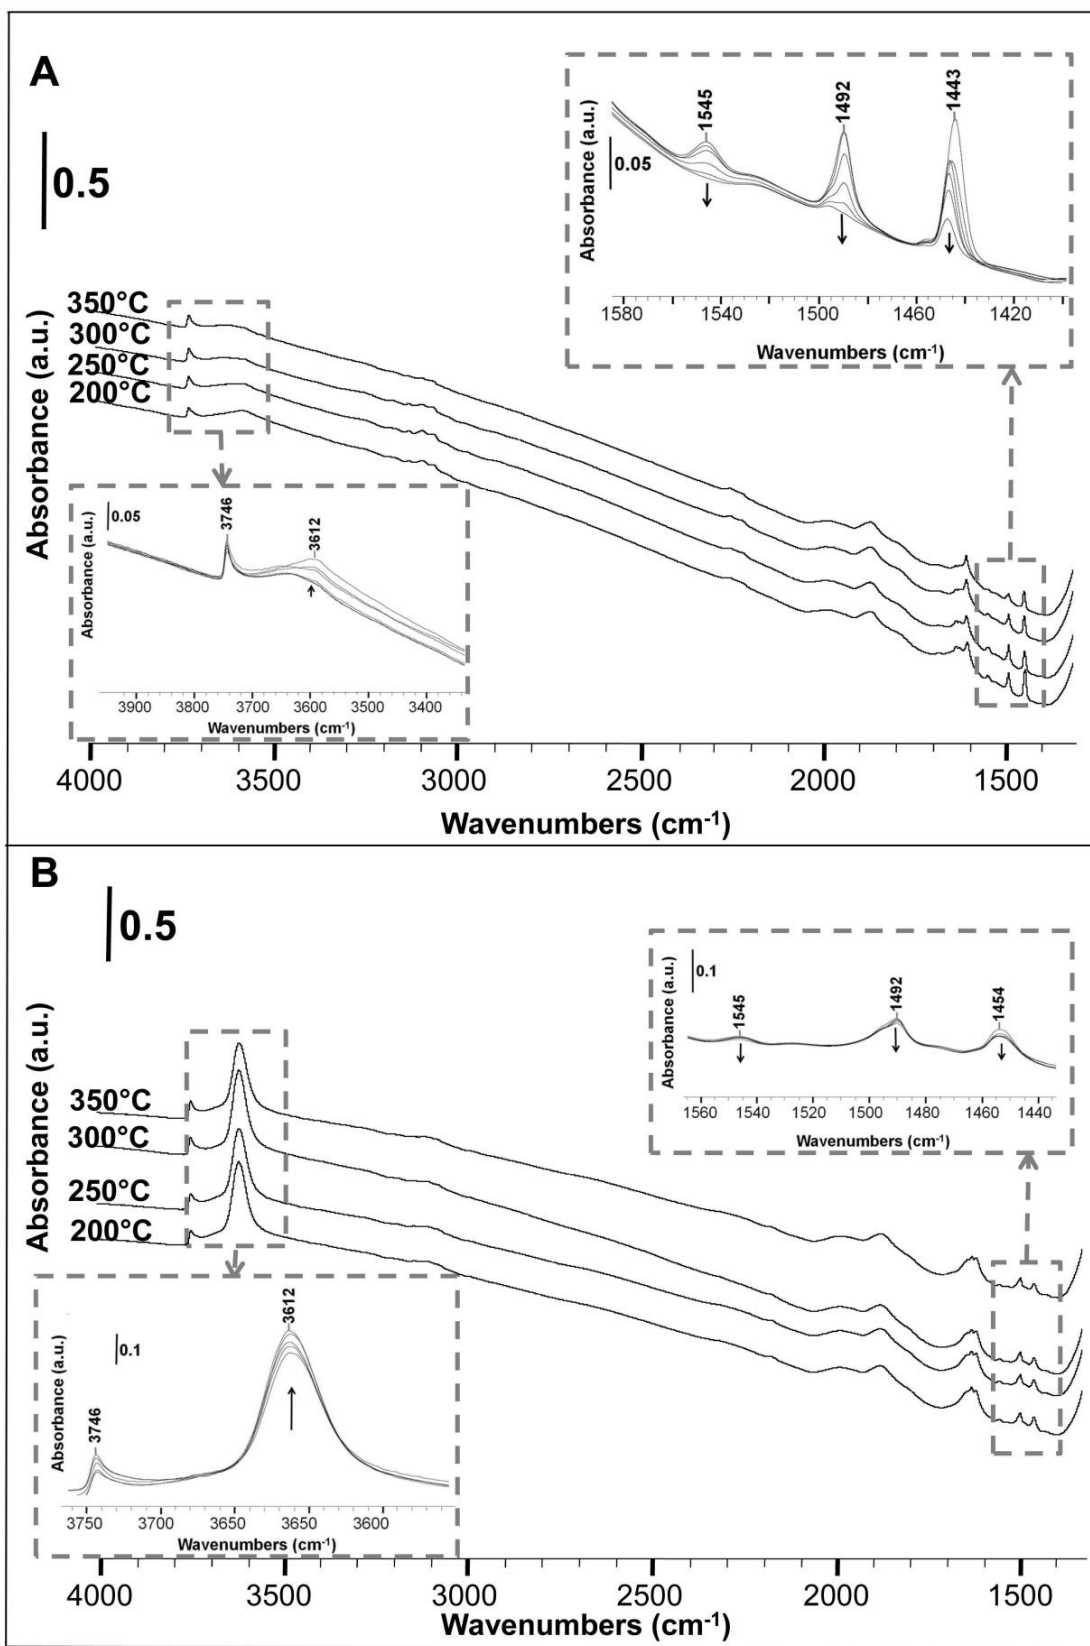 A
0.5
Absorbance (a.u.)
350°C
300°C
250°C
200°C
Absorbance (a.u.)
0.05
1545
1492
1443
1580 1540 1500 1460 1420
Wavenumbers (cm-1)
Absorbance (a.u.)
0.05
3746
3612
3900 3800 3700 3600 3500 3400
Wavenumbers (cm-1)
4000 3500 3000 2500 2000 1500
Wavenumbers (cm-1)
B
0.5
Absorbance (a.u.)
350°C
300°C
250°C
200°C
Absorbance (a.u.)
0.1
1545
1492
1454
1560 1540 1520 1500 1480 1460 1440
Wavenumbers (cm-1)
Absorbance (a.u.)
0.1
3746
3612
3750 3700 3650 3650 3600
Wavenumbers (cm-1)
4000 3500 3000 2500 2000 1500
Wavenumbers (cm-1)